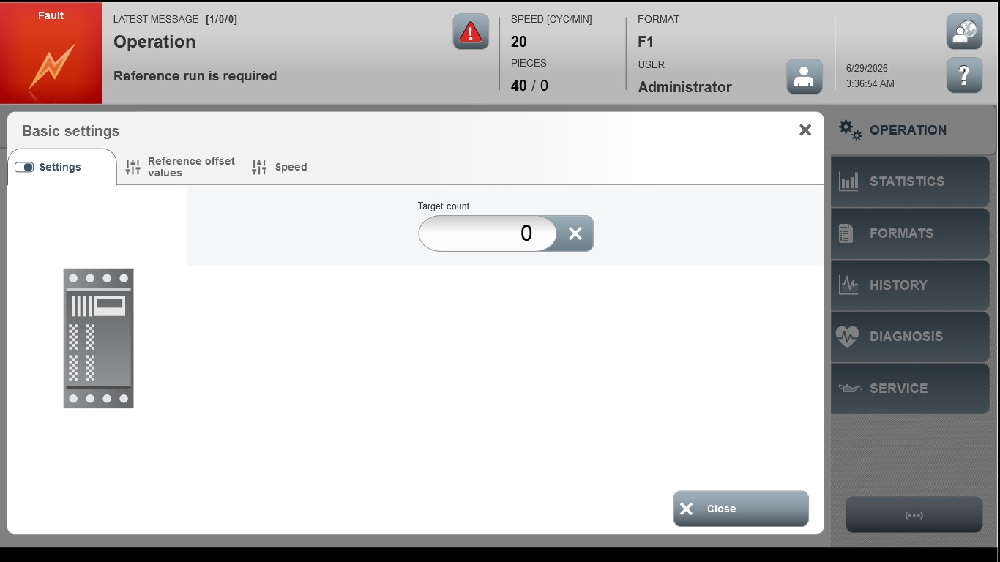 Fault
LATEST MESSAGE [1/0/0]
Operation
Reference run is required
SPEED [CYC/MIN]
20
PIECES
40 / 0
FORMAT
F1
USER
Administrator
6/29/2026
3:36:54 AM
?
Basic settings
Settings
Reference offset
values
Speed
Target count
0
Close
OPERATION
STATISTICS
FORMATS
HISTORY
DIAGNOSIS
SERVICE
(•••)